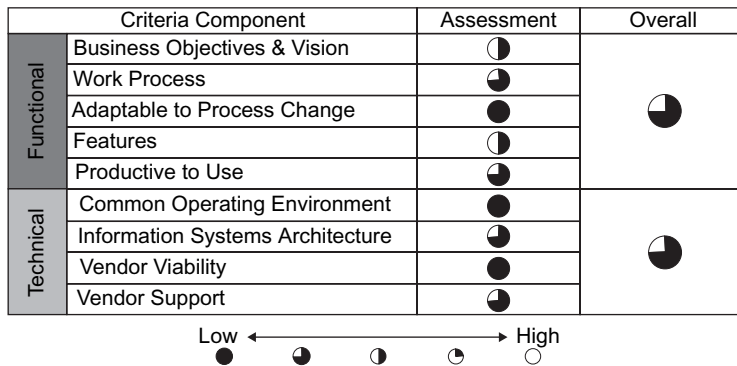 Criteria Component Assessment Overall
Functional
Business Objectives & Vision
Work Process
Adaptable to Process Change
Features
Productive to Use
Technical
Common Operating Environment
Information Systems Architecture
Vendor Viability
Vendor Support
Low High